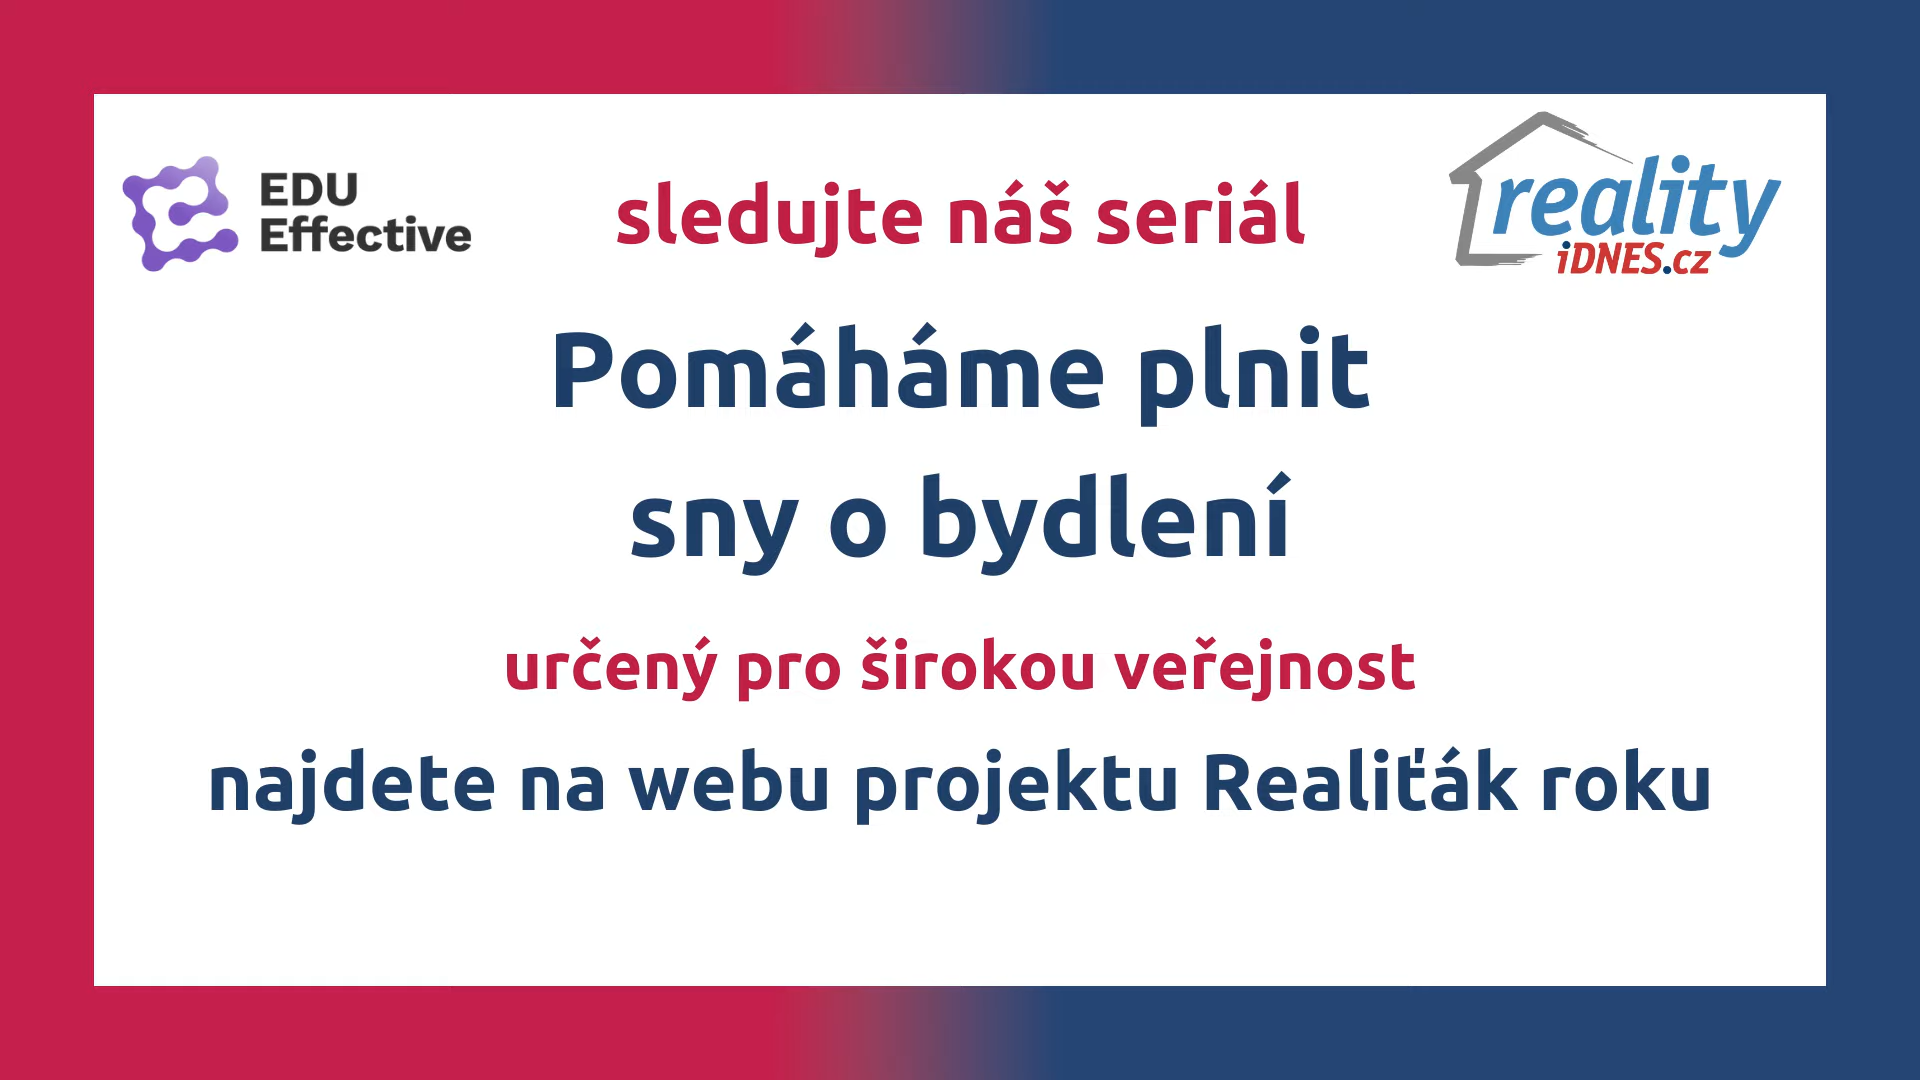 EDU
Effective
sledujte náš seriál
reality
iDNES.cz
Pomáháme plnit
sny o bydlení
určený pro širokou veřejnost
najdete na webu projektu Realiťák roku